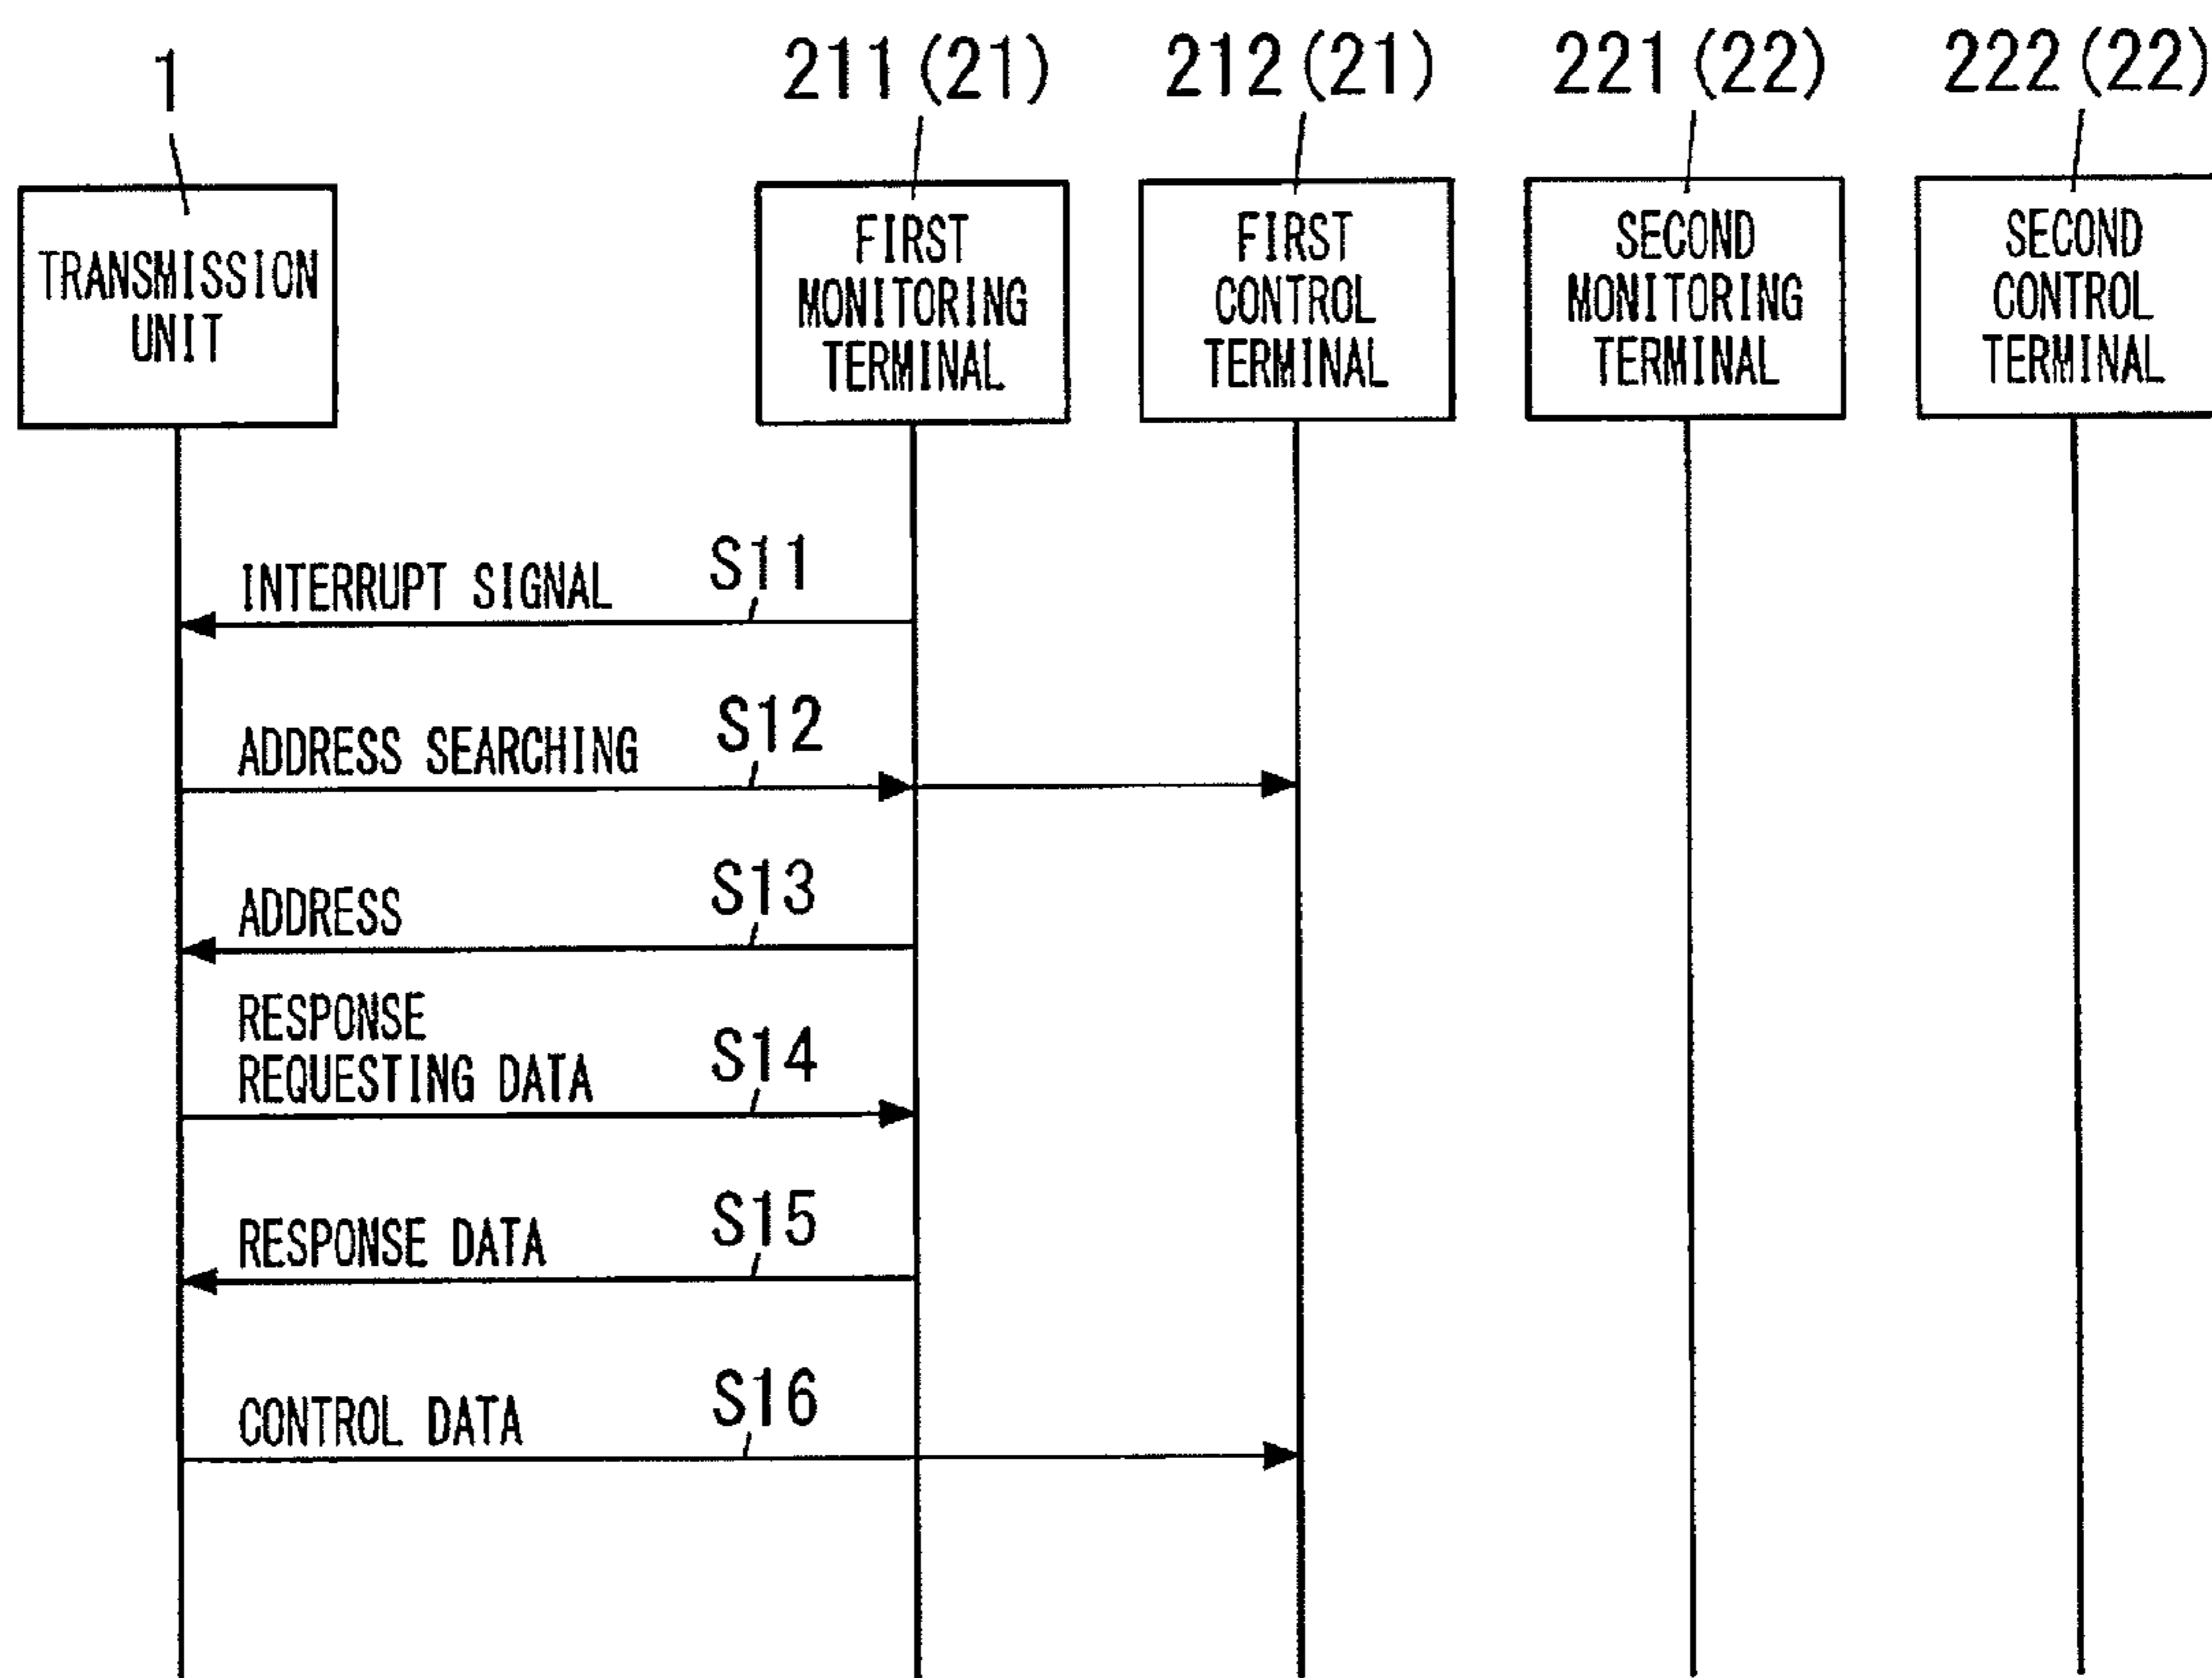 1
211(21)
212(21)
221(22)
222(22)
TRANSMISSION
UNIT
FIRST
MONITORING
TERMINAL
FIRST
CONTROL
TERMINAL
SECOND
MONITORING
TERMINAL
SECOND
CONTROL
TERMINAL
INTERRUPT SIGNAL S11
ADDRESS SEARCHING S12
ADDRESS S13
RESPONSE
REQUESTING DATA S14
RESPONSE DATA S15
CONTROL DATA S16